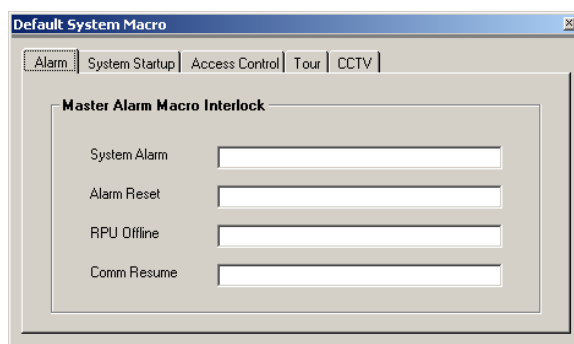 Default System Macro
Alarm System Startup Access Control Tour CCTV
Master Alarm Macro Interlock
System Alarm
Alarm Reset
RPU Offline
Comm Resume